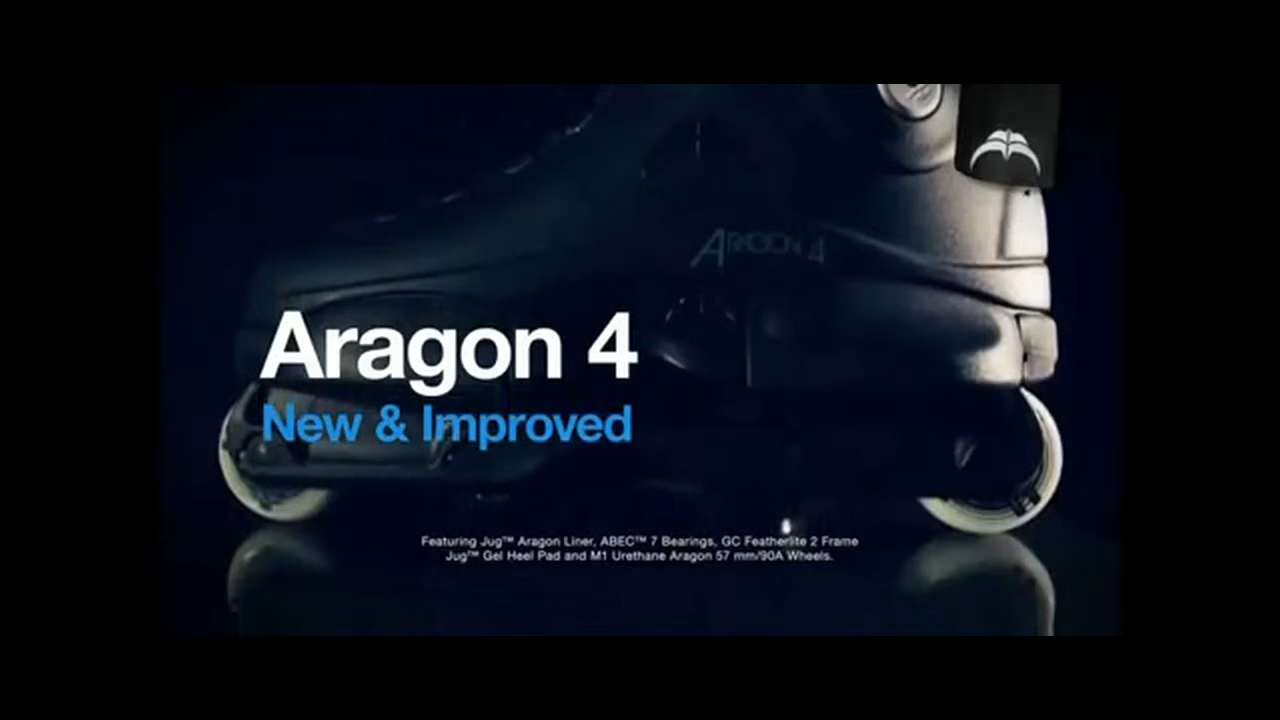 ARAGON 4
Aragon 4
New & Improved
Featuring Jug™ Aragon Liner, ABEC™ 7 Bearings, GC Featherlite 2 Frame
Jug™ Gel Heel Pad and M1 Urethane Aragon 57 mm/90A Wheels.